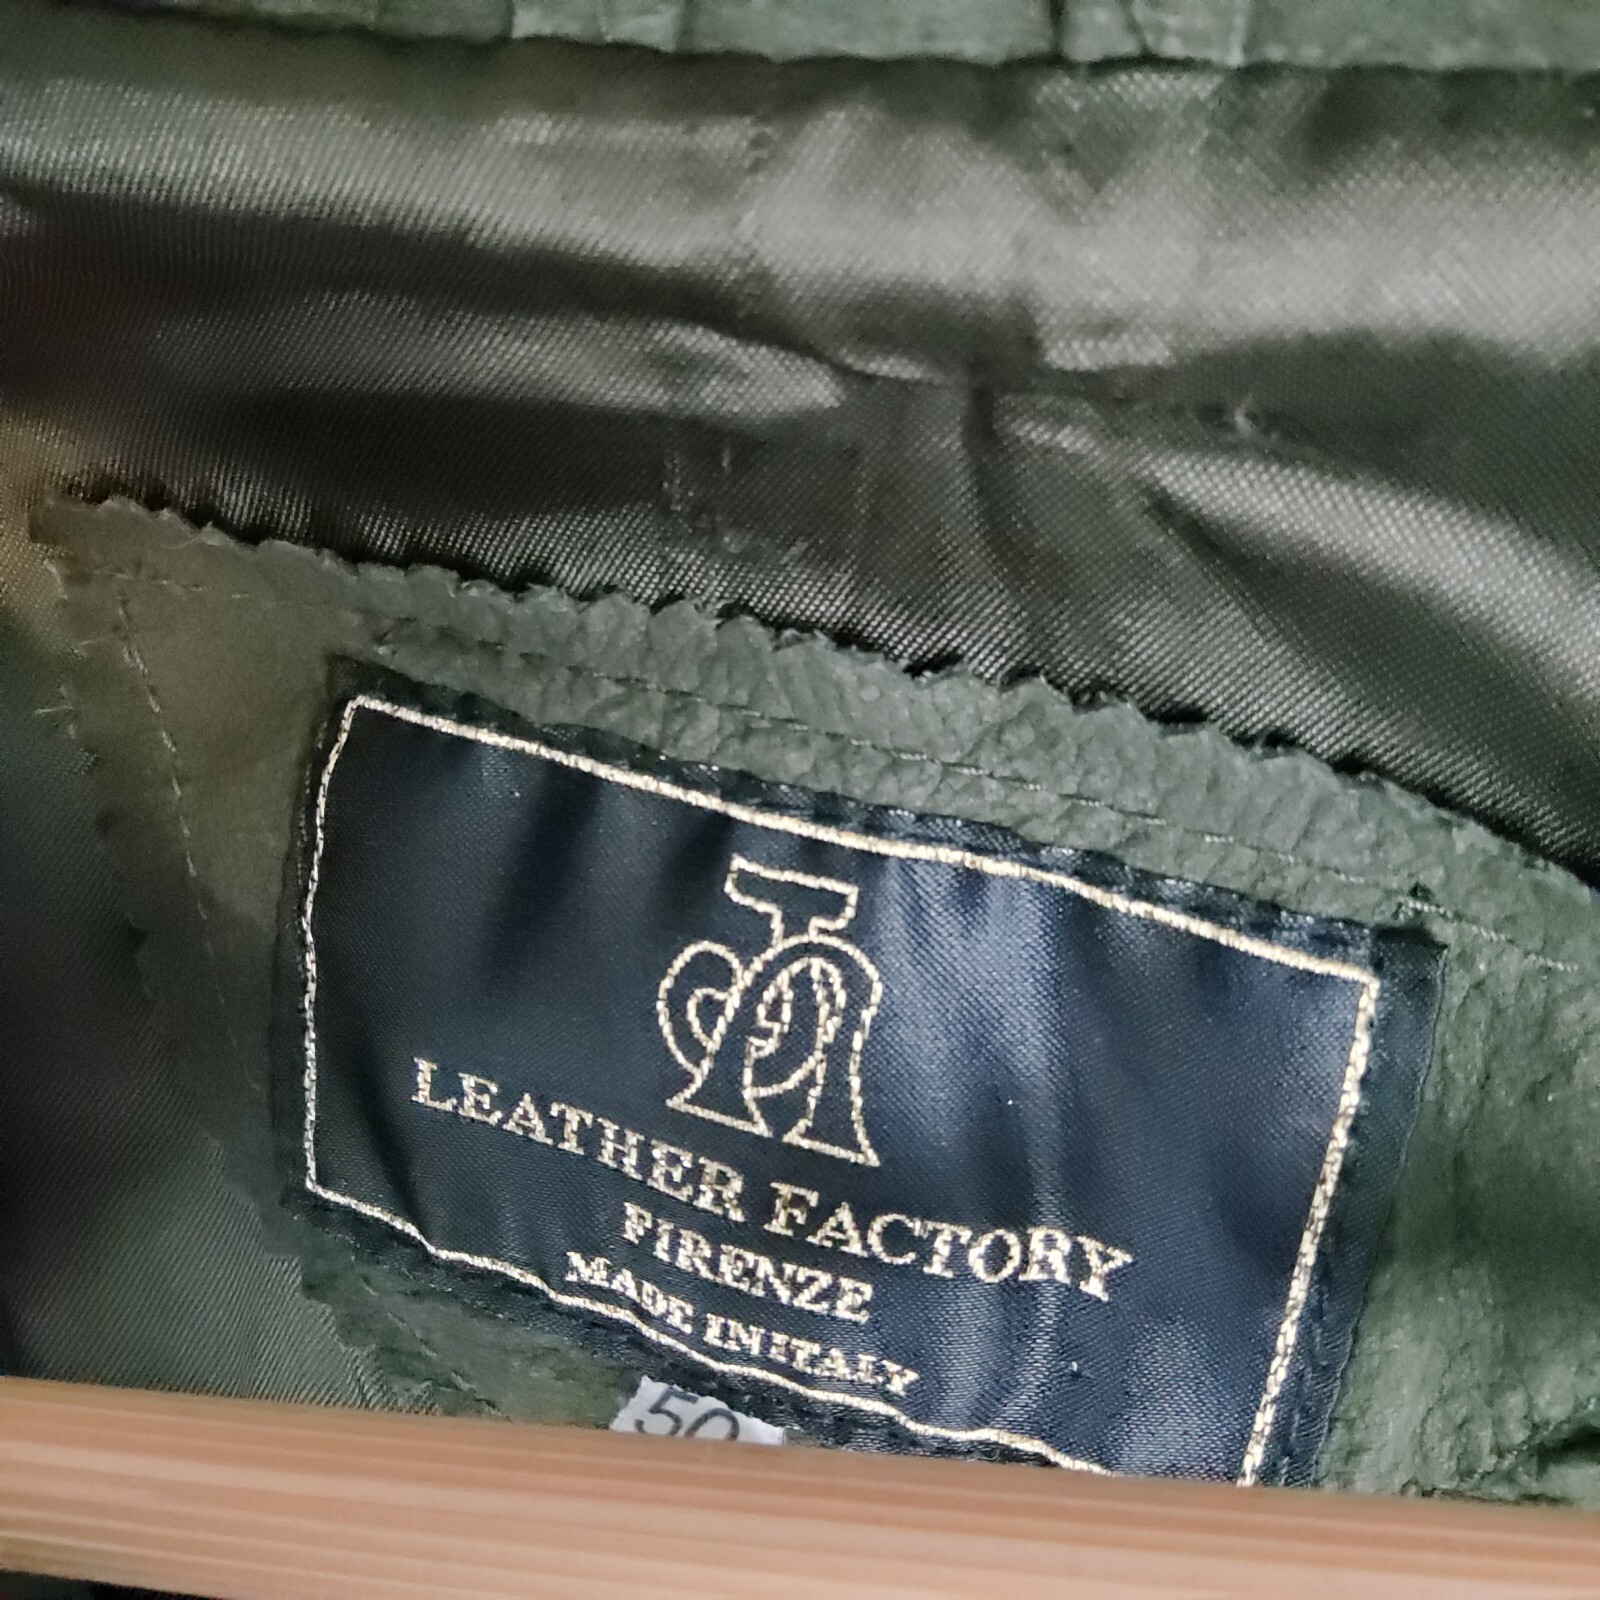 LEATHER FACTORY
FIRENZE
MADE IN ITALY
50